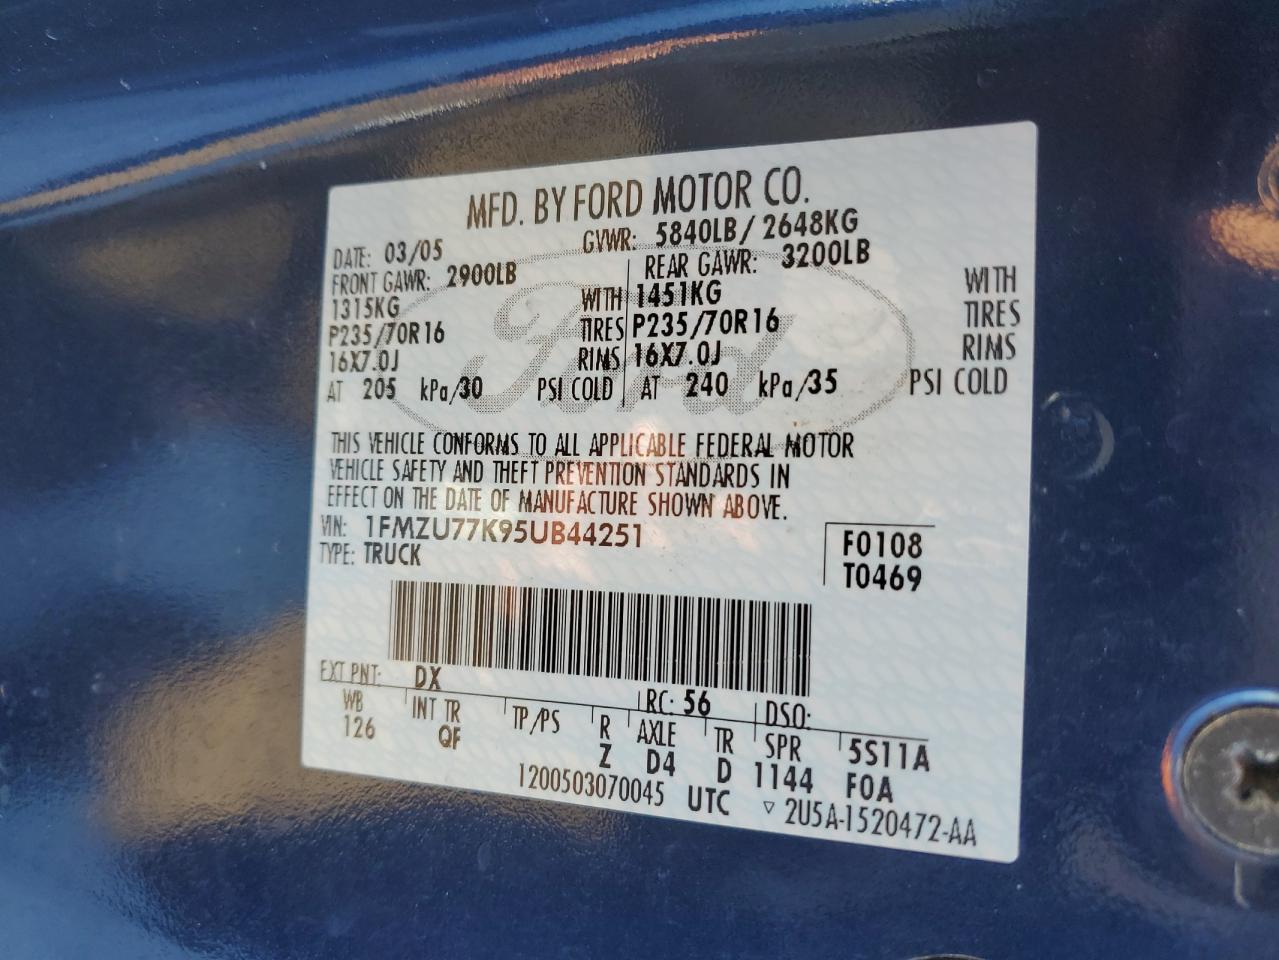 MFD. BY FORD MOTOR CO.
DATE: 03/05 GVWR: 5840LB/ 2648KG
FRONT GAWR: 2900LB REAR GAWR: 3200LB
1315KG WITH 1451KG WITH
P235/70R16 TIRES P235/70R16 TIRES
16X7.0J RIMS 16X7.0J RIMS
AT 205 kPa/30 PSI COLD AT 240 kPa/35 PSI COLD
Ford
THIS VEHICLE CONFORMS TO ALL APPLICABLE FEDERAL MOTOR
VEHICLE SAFETY AND THEFT PREVENTION STANDARDS IN
EFFECT ON THE DATE OF MANUFACTURE SHOWN ABOVE.
VIN: 1FMZU77K95UB44251
TYPE: TRUCK
F0108
T0469
EXT PNT: DX RC: 56 DSO:
WB INT TR TP/PS R AXLE TR SPR 5S11A
126 QF Z D4 D 1144 F0A
1200503070045 UTC ▽ 2U5A-1520472-AA